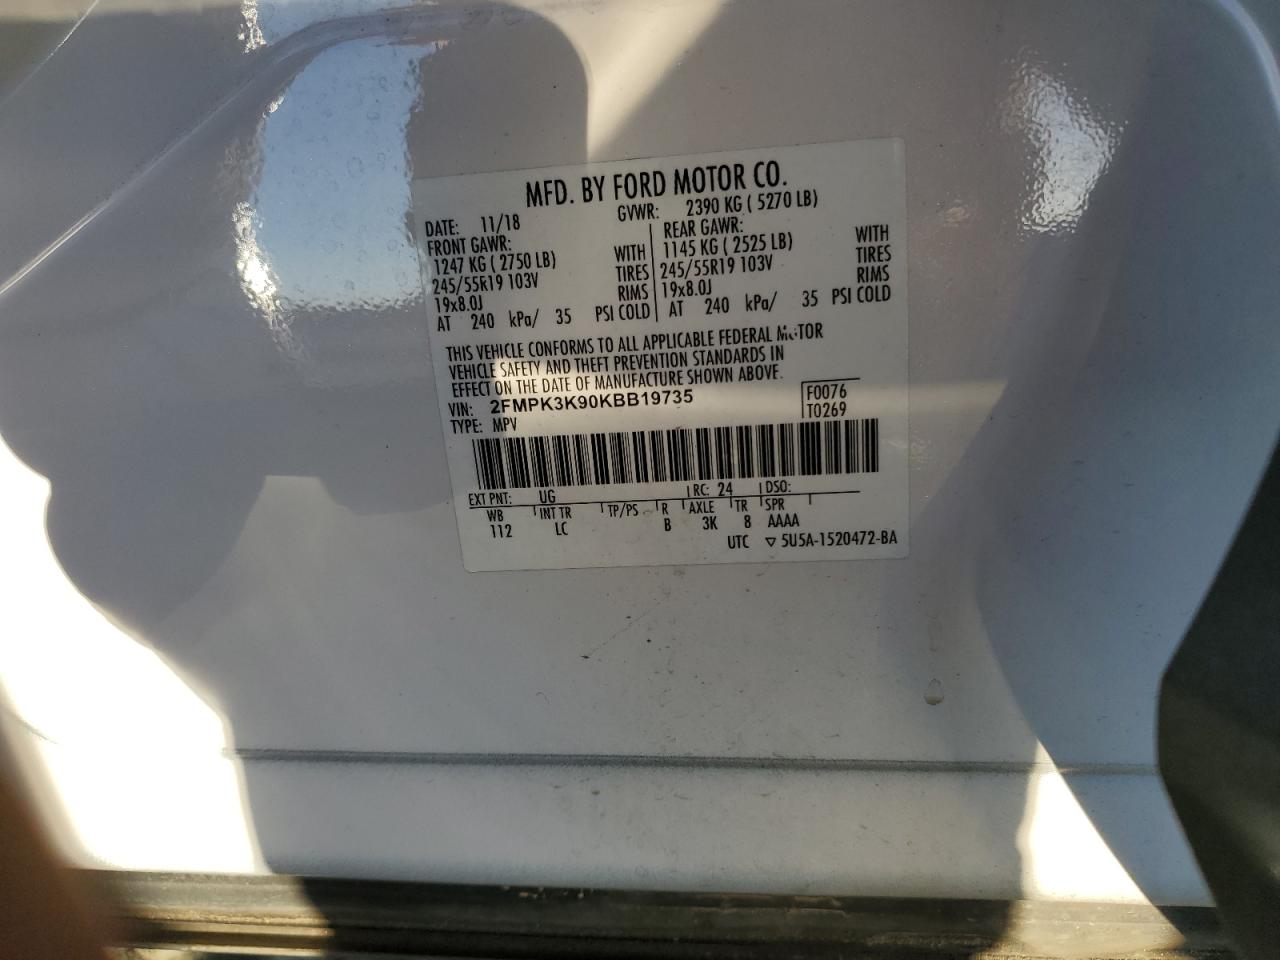 MFD. BY FORD MOTOR CO.
DATE: 11/18 GVWR: 2390 KG ( 5270 LB)
FRONT GAWR: REAR GAWR:
1247 KG ( 2750 LB) WITH 1145 KG ( 2525 LB) WITH
245/55R19 103V TIRES 245/55R19 103V TIRES
19x8.0J RIMS 19x8.0J RIMS
AT 240 kPa/ 35 PSI COLD AT 240 kPa/ 35 PSI COLD
THIS VEHICLE CONFORMS TO ALL APPLICABLE FEDERAL MOTOR
VEHICLE SAFETY AND THEFT PREVENTION STANDARDS IN
EFFECT ON THE DATE OF MANUFACTURE SHOWN ABOVE.
VIN: 2FMPK3K90KBB19735 F0076
TYPE: MPV T0269
EXT PNT: UG RC: 24 DSO:
WB INT TR TP/PS R AXLE TR SPR
112 LC B 3K 8 AAAA
UTC ▽ 5U5A-1520472-BA